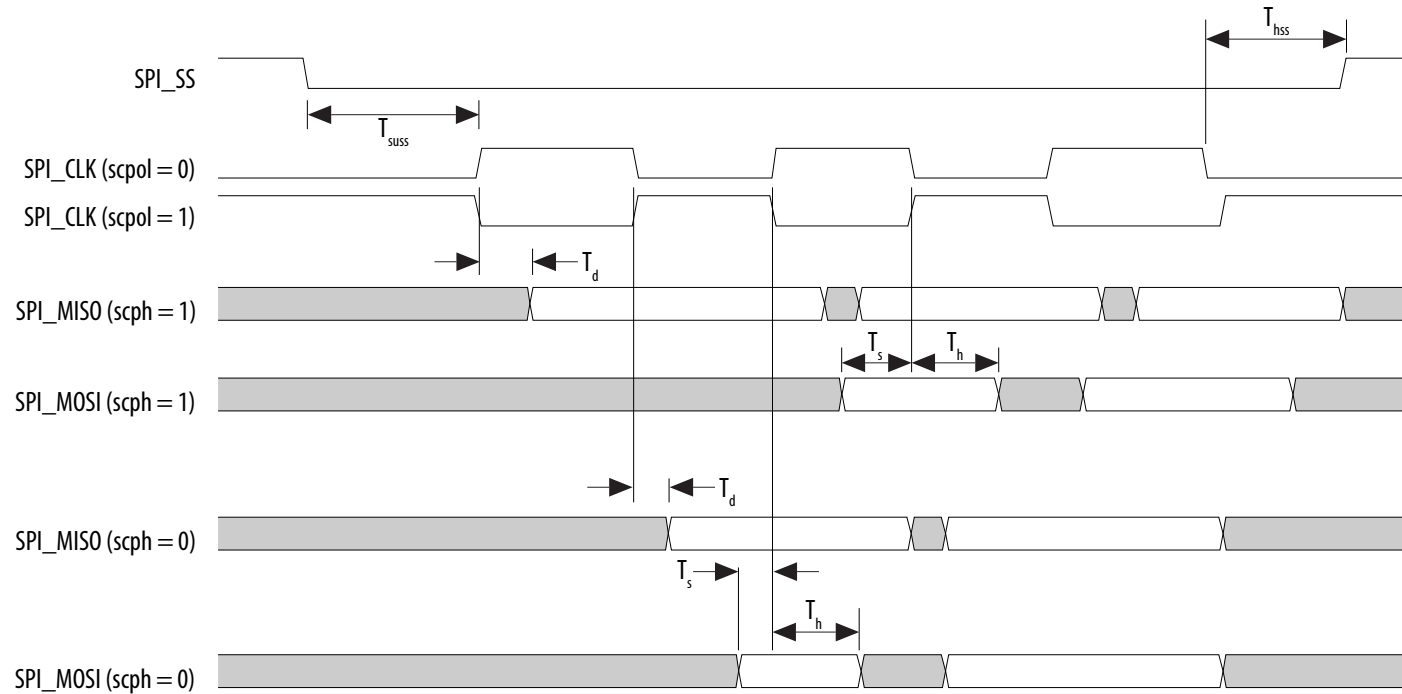 T_hss
SPI_SS
T_suss
SPI_CLK (scpol = 0)
SPI_CLK (scpol = 1)
T_d
SPI_MISO (scph = 1)
T_s T_h
SPI_MOSI (scph = 1)
T_d
SPI_MISO (scph = 0)
T_s
T_h
SPI_MOSI (scph = 0)